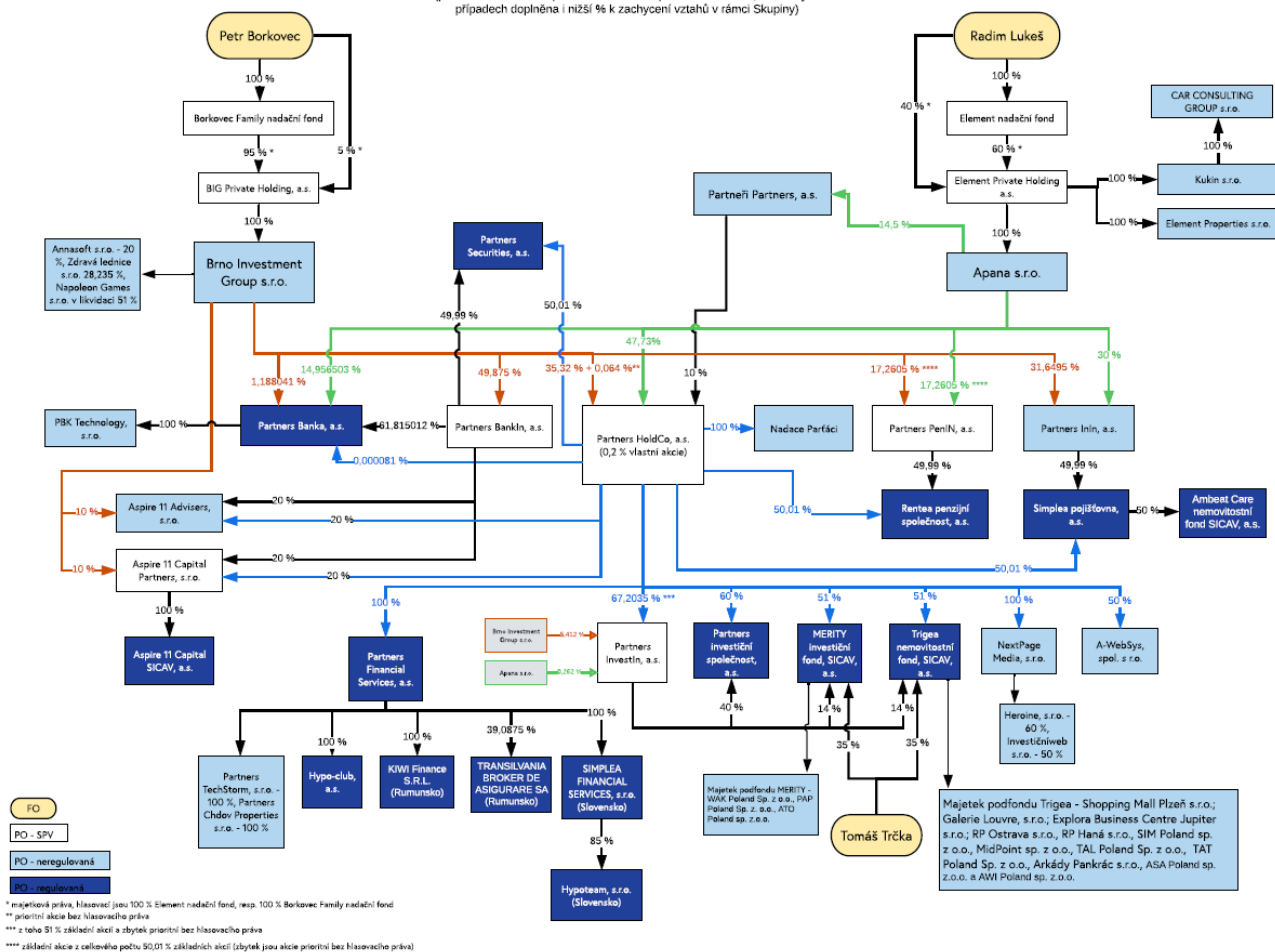 případech doplněna i nižší % k zachycení vztahů v rámci Skupiny)
Petr Borkovec
Radim Lukeš
100 %
100 %
CAR CONSULTING
GROUP s.r.o.
40 % *
Borkovec Family nadační fond
Element nadační fond
95 % *
5 % *
60 % *
100 %
BIG Private Holding, a.s.
Partneři Partners, a.s.
Element Private Holding
a.s.
100 %
Kukin s.r.o.
100 %
14,5 %
100 %
100 %
Element Properties s.r.o.
Annasoft s.r.o. - 20
%, Zdravá lednice
s.r.o. 28,235 %,
Napoleon Games
s.r.o. v likvidaci 51 %
Brno Investment
Group s.r.o.
Partners
Securities, a.s.
Apana s.r.o.
50,01 %
49,99 %
47,73%
30 %
14,956503 %
1,188041 %
49,875 %
35,32 % + 0,064 %**
10 %
17,2605 % ****
17,2605 % ****
31,6495 %
PBK Technology,
s.r.o.
100 %
Partners Banka, a.s.
61,815012 %
Partners BankIn, a.s.
Partners HoldCo, a.s.
(0,2 % vlastní akcie)
100 %
Nadace Parťáci
Partners PenIN, a.s.
Partners InIn, a.s.
0,000081 %
49,99 %
49,99 %
Aspire 11 Advisers,
s.r.o.
10 %
20 %
20 %
50,01 %
Rentea penzijní
společnost, a.s.
Simplea pojišťovna,
a.s.
50 %
Ambeat Care
nemovitostní
fond SICAV, a.s.
Aspire 11 Capital
Partners, s.r.o.
10 %
20 %
20 %
50,01 %
100 %
100 %
67,2035 % ***
60 %
51 %
51 %
100 %
50 %
Aspire 11 Capital
SICAV, a.s.
Partners
Financial
Services, a.s.
Brno Investment
Group s.r.o.
Apana s.r.o.
Partners
InvestIn, a.s.
Partners
investiční
společnost,
a.s.
MERITY
investiční
fond, SICAV,
a.s.
Trigea
nemovitostní
fond, SICAV,
a.s.
NextPage
Media, s.r.o.
A-WebSys,
spol. s r.o.
40 %
14 %
14 %
35 %
35 %
Heroine, s.r.o. -
60 %,
Investičníweb
s.r.o. - 50 %
100 %
100 %
39,0875 %
100 %
Partners
TechStorm, s.r.o. -
100 %, Partners
Chdov Properties
s.r.o. - 100 %
Hypo-club,
a.s.
KIWI Finance
S.R.L.
(Rumunsko)
TRANSILVANIA
BROKER DE
ASIGURARE SA
(Rumunsko)
SIMPLEA
FINANCIAL
SERVICES, s.r.o.
(Slovensko)
85 %
Hypoteam, s.r.o.
(Slovensko)
Majetek podfondu MERITY -
WAK Poland Sp. z o.o., PAP
Poland Sp. z o.o., ATO
Poland sp. z.o.o.
Tomáš Trčka
Majetek podfondu Trigea - Shopping Mall Plzeň s.r.o.;
Galerie Louvre, s.r.o.; Explora Business Centre Jupiter
s.r.o.; RP Ostrava s.r.o., RP Haná s.r.o., SIM Poland sp.
z o.o., MidPoint sp. z o.o., TAL Poland Sp. z o.o., TAT
Poland Sp. z o.o., Arkády Pankrác s.r.o., ASA Poland sp.
z.o.o. a AWI Poland sp. z.o.o.
FO
PO - SPV
PO - neregulovaná
PO - regulovaná
* majetková práva, hlasovací jsou 100 % Element nadační fond, resp. 100 % Borkovec Family nadační fond
** prioritní akcie bez hlasovacího práva
*** z toho 51 % základní akcií a zbytek prioritní bez hlasovacího práva
**** základní akcie z celkového počtu 50,01 % základních akcií (zbytek jsou akcie prioritní bez hlasovacího práva)